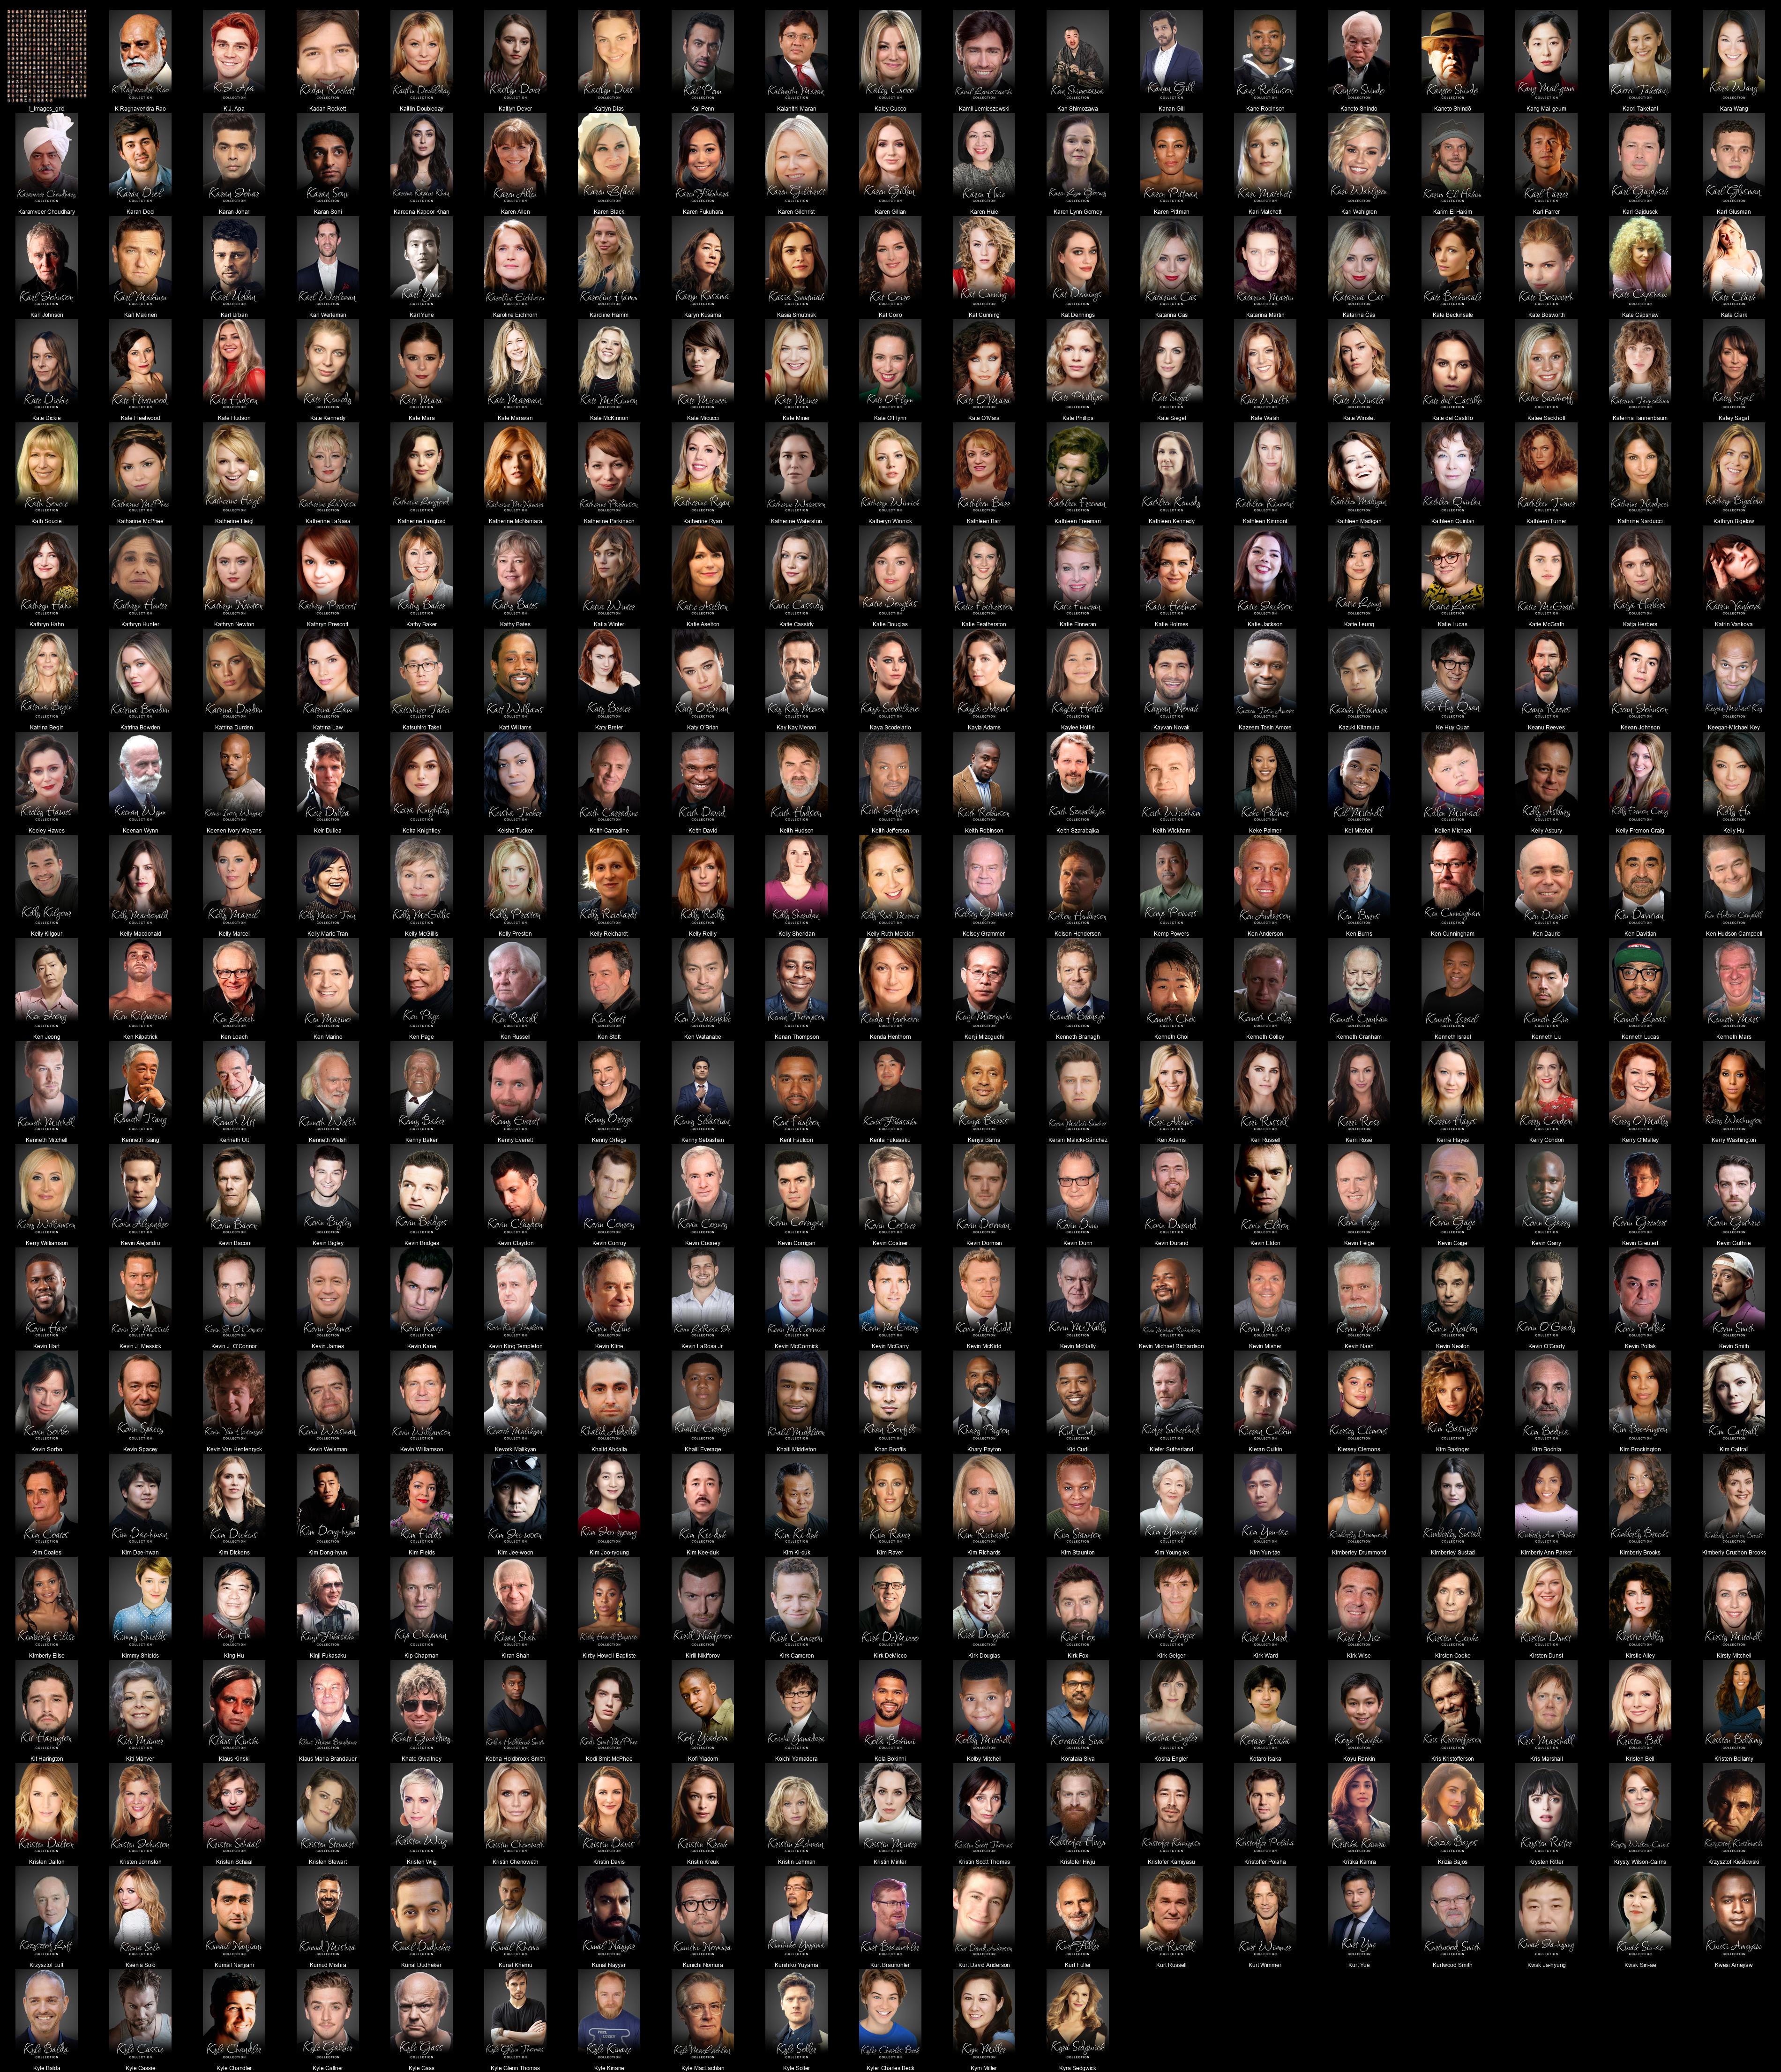 !_Images_grid K.Raghavendra Rao K.J. Apa Kadan Rockett Kaitlin Doubleday Kaitlyn Dever Kaitlyn Dias Kal Penn Kalanithi Maran Kaley Cuoco Kamil Lemieszewski Kan Shimozawa Kanan Gill Kane Robinson Kaneto Shindo Kaneto Shindô Kang Mal-geum Kaori Taketani Kara Wang
Karamveer Choudhary Karan Deol Karan Johar Karan Soni Kareena Kapoor Khan Karen Allen Karen Black Karen Fukuhara Karen Gilchrist Karen Gillan Karen Huie Karen Lynn Gorney Karen Pittman Kari Matchett Kari Wahlgren Karim El Hakim Karl Farrer Karl Gajdusek Karl Glusman
Karl Johnson Karl Makinen Karl Urban Karl Werleman Karl Yune Karoline Eichhorn Karoline Hamm Karyn Kusama Kasia Smutniak Kat Coiro Kat Cunning Kat Dennings Katarina Cas Katarina Martin Katarina Čas Kate Beckinsale Kate Bosworth Kate Capshaw Kate Clark
Kate Dickie Kate Fleetwood Kate Hudson Kate Kennedy Kate Mara Kate Maravan Kate McKinnon Kate Micucci Kate Miner Kate O'Flynn Kate O'Mara Kate Phillips Kate Siegel Kate Walsh Kate Winslet Kate del Castillo Katee Sackhoff Katerina Tannenbaum Katey Sagal
Kath Soucie Katharine McPhee Katherine Heigl Katherine LaNasa Katherine Langford Katherine McNamara Katherine Parkinson Katherine Ryan Katherine Waterston Katheryn Winnick Kathleen Barr Kathleen Freeman Kathleen Kennedy Kathleen Kinmont Kathleen Madigan Kathleen Quinlan Kathleen Turner Kathrine Narducci Kathryn Bigelow
Kathryn Hahn Kathryn Hunter Kathryn Newton Kathryn Prescott Kathy Baker Kathy Bates Katia Winter Katie Aselton Katie Cassidy Katie Douglas Katie Featherston Katie Finneran Katie Holmes Katie Jackson Katie Leung Katie Lucas Katie McGrath Katja Herbers Katrin Vankova
Katrina Begin Katrina Bowden Katrina Durden Katrina Law Katsuhiro Takei Katt Williams Katy Breier Katy O'Brian Kay Kay Menon Kaya Scodelario Kayla Adams Kaylee Hottle Kayvan Novak Kazeem Tosin Amore Kazuki Kitamura Ke Huy Quan Keanu Reeves Keean Johnson Keegan-Michael Key
Keeley Hawes Keenan Wynn Keenen Ivory Wayans Keir Dullea Keira Knightley Keisha Tucker Keith Carradine Keith David Keith Hudson Keith Jefferson Keith Robinson Keith Szarabajka Keith Wickham Keke Palmer Kel Mitchell Kellen Michael Kelly Asbury Kelly Fremon Craig Kelly Hu
Kelly Kilgour Kelly Macdonald Kelly Marcel Kelly Marie Tran Kelly McGillis Kelly Preston Kelly Reichardt Kelly Reilly Kelly Sheridan Kelly-Ruth Mercier Kelsey Grammer Kelson Henderson Kemp Powers Ken Anderson Ken Burns Ken Cunningham Ken Daurio Ken Davitian Ken Hudson Campbell
Ken Jeong Ken Kilpatrick Ken Loach Ken Marino Ken Page Ken Russell Ken Stott Ken Watanabe Kenan Thompson Kenda Henthorn Kenji Mizoguchi Kenneth Branagh Kenneth Choi Kenneth Colley Kenneth Cranham Kenneth Israel Kenneth Liu Kenneth Lucas Kenneth Mars
Kenneth Mitchell Kenneth Tsang Kenneth Utt Kenneth Welsh Kenny Baker Kenny Everett Kenny Ortega Kenny Sebastian Kent Faulcon Kenta Fukasaku Kenya Barris Keram Malicki-Sánchez Keri Adams Keri Russell Kerri Rose Kerrie Hayes Kerry Condon Kerry O'Malley Kerry Washington
Kerry Williamson Kevin Alejandro Kevin Bacon Kevin Bigley Kevin Bridges Kevin Claydon Kevin Conroy Kevin Cooney Kevin Corrigan Kevin Costner Kevin Dorman Kevin Dunn Kevin Durand Kevin Eldon Kevin Feige Kevin Gage Kevin Garry Kevin Greutert Kevin Guthrie
Kevin Hart Kevin J. Messick Kevin J. O'Connor Kevin James Kevin Kane Kevin King Templeton Kevin Kline Kevin LaRosa Jr. Kevin McCormick Kevin McGarry Kevin McKidd Kevin McNally Kevin Michael Richardson Kevin Misher Kevin Nash Kevin Nealon Kevin O'Grady Kevin Pollak Kevin Smith
Kevin Sorbo Kevin Spacey Kevin Van Hentenryck Kevin Weisman Kevin Williamson Kevork Malikyan Khalid Abdalla Khalil Everage Khalil Middleton Khan Bonfils Khary Payton Kid Cudi Kiefer Sutherland Kieran Culkin Kiersey Clemons Kim Basinger Kim Bodnia Kim Brockington Kim Cattrall
Kim Coates Kim Dae-hwan Kim Dickens Kim Dong-hyun Kim Fields Kim Jee-woon Kim Joo-ryoung Kim Kee-duk Kim Ki-duk Kim Raver Kim Richards Kim Staunton Kim Young-ok Kim Yun-tae Kimberley Drummond Kimberley Sustad Kimberly Ann Parker Kimberly Brooks Kimberly Cruchon Brooks
Kimberly Elise Kimmy Shields King Hu Kinji Fukasaku Kip Chapman Kiran Shah Kirby Howell-Baptiste Kirill Nikiforov Kirk Cameron Kirk DeMicco Kirk Douglas Kirk Fox Kirk Geiger Kirk Ward Kirk Wise Kirsten Cooke Kirsten Dunst Kirstie Alley Kirsty Mitchell
Kit Harington Kiti Mánver Klaus Kinski Klaus Maria Brandauer Knate Gwaltney Kobna Holdbrook-Smith Kodi Smit-McPhee Kofi Yiadom Koichi Yamadera Kola Bokinni Kolby Mitchell Koratala Siva Kosha Engler Kotaro Isaka Koyu Rankin Kris Kristofferson Kris Marshall Kristen Bell Kristen Bellamy
Kristen Dalton Kristen Johnston Kristen Schaal Kristen Stewart Kristen Wiig Kristin Chenoweth Kristin Davis Kristin Kreuk Kristin Lehman Kristin Minter Kristin Scott Thomas Kristofer Hivju Kristofer Kamiyasu Kristoffer Polaha Kritika Kamra Krizia Bajos Krysten Ritter Krysty Wilson-Cairns Krzysztof Kieślowski
Krzysztof Luft Ksenia Solo Kumail Nanjiani Kumud Mishra Kunal Dudheker Kunal Khemu Kunal Nayyar Kunichi Nomura Kunihiko Yuyama Kurt Braunohler Kurt David Anderson Kurt Fuller Kurt Russell Kurt Wimmer Kurt Yue Kurtwood Smith Kwak Ja-hyung Kwak Sin-ae Kwesi Ameyaw
Kyle Balda Kyle Cassie Kyle Chandler Kyle Gallner Kyle Gass Kyle Glenn Thomas Kyle Kinane Kyle MacLachlan Kyle Soller Kyler Charles Beck Kym Miller Kyra Sedgwick